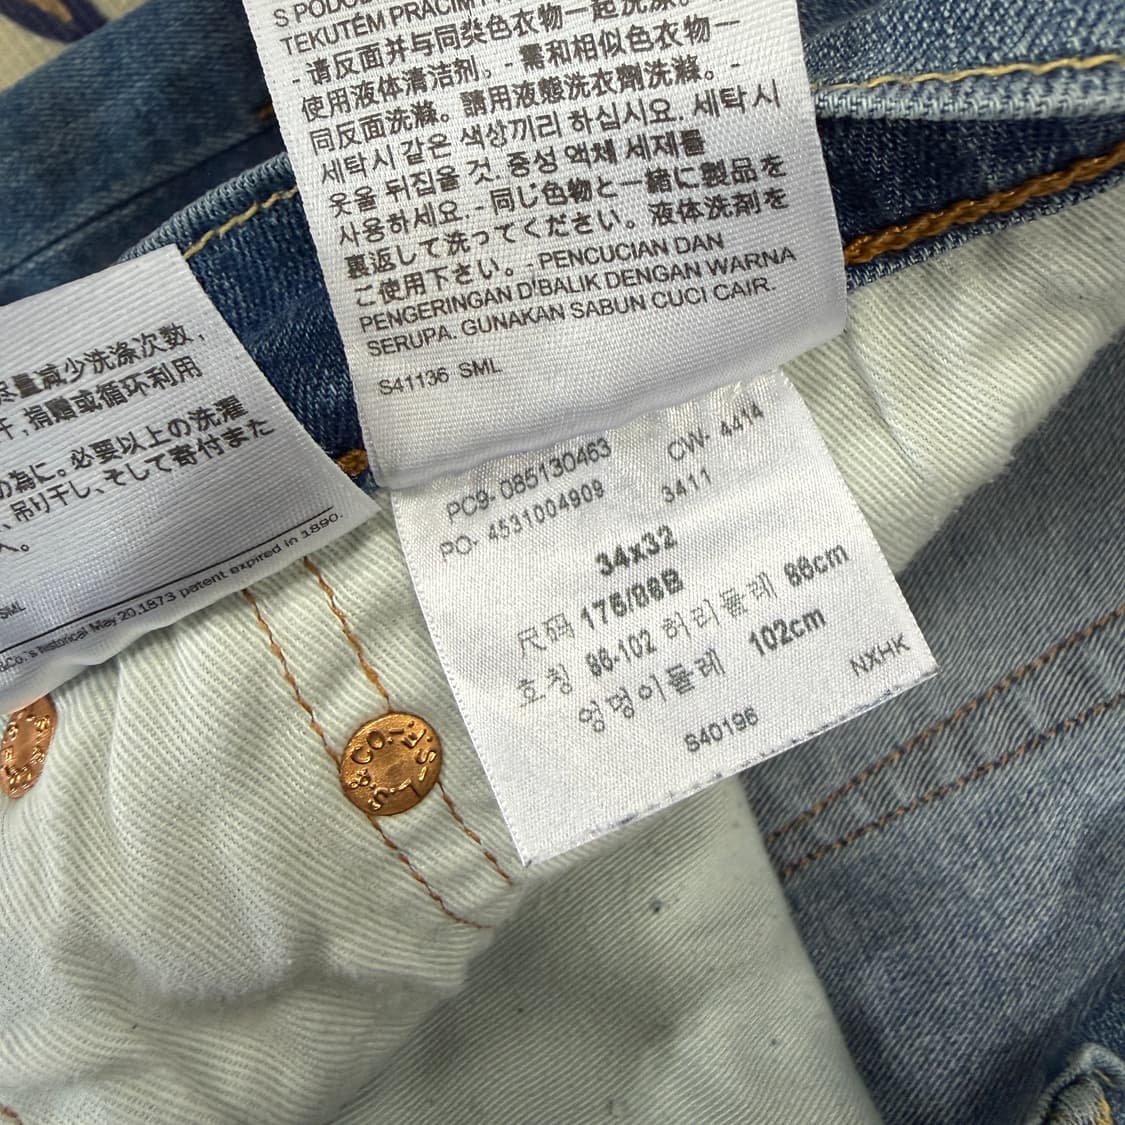 TEKUTÉM PRACÍM
- 请反面并与同类色衣物一起洗涤。
使用液体清洁剂。- 需和相似色衣物一
同反面洗滌。請用液態洗衣劑洗滌。-
세탁시 같은 색상끼리 하십시요. 세탁시
옷을 뒤집을 것. 중성 액체 세제를
사용하세요. - 同じ色物と一緒に製品を
裏返して洗ってください。液体洗剤を
ご使用下さい。- PENCUCIAN DAN
PENGERINGAN DIBALIK DENGAN WARNA
SERUPA. GUNAKAN SABUN CUCI CAIR.
S41136 SML
尽量减少洗涤次数,
干,捐赠或循环利用
の為に。必要以上の洗濯
、吊り干し、そして寄付また
SML
&Co.'s historical May 20,1873 patent expired in 1890.
PC9- 085130463 CW- 4414
PO- 4531004909 3411
34x32
尺码 176/86B
호칭 86-102 허리둘레 86cm
엉덩이둘레 102cm
NXHK
S40196
L.S. & CO. S.F.